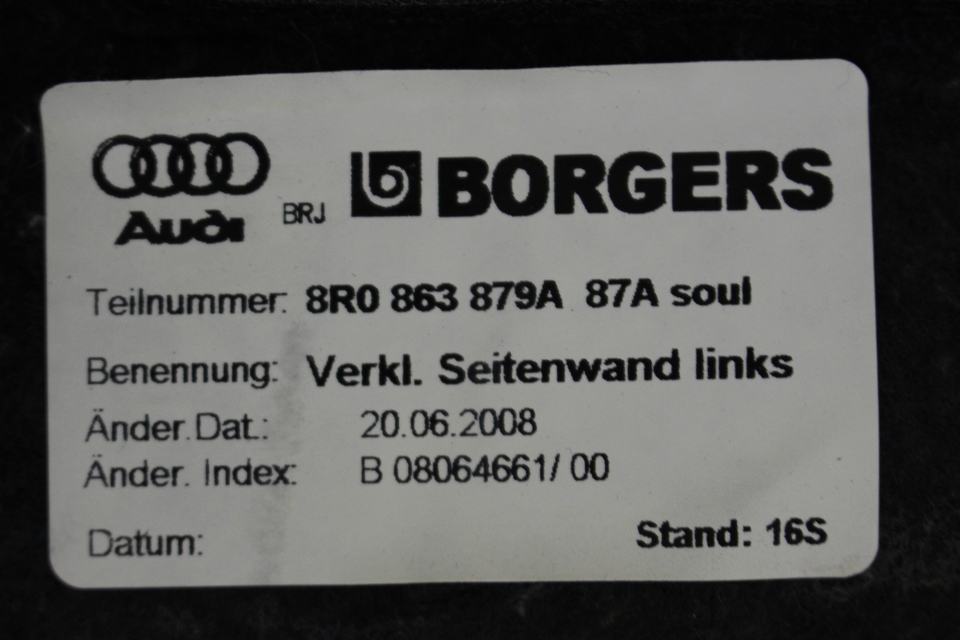 Audi BRJ BORGERS
Teilnummer: 8R0 863 879A 87A soul
Benennung: Verkl. Seitenwand links
Änder.Dat.: 20.06.2008
Änder. Index: B 08064661/ 00
Datum: Stand: 16S